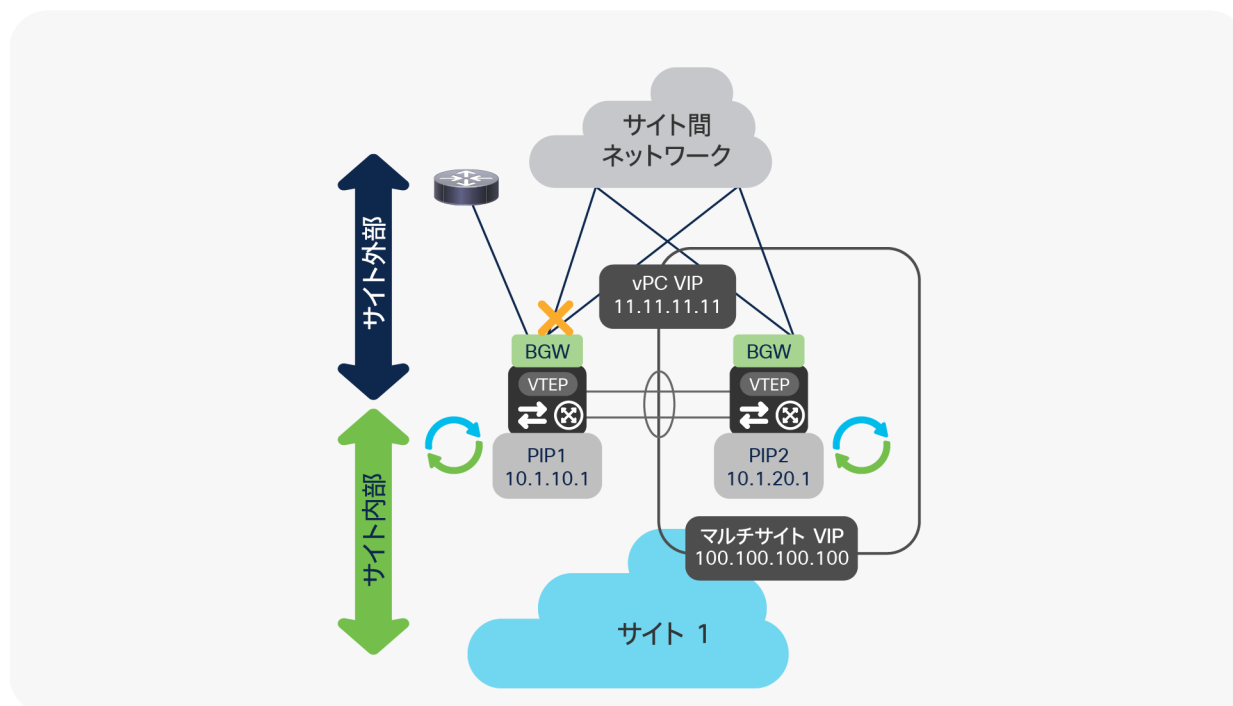 サイト間
ネットワーク
サイト外部
vPC VIP
11.11.11.11
BGW
BGW
VTEP
VTEP
PIP1
10.1.10.1
PIP2
10.1.20.1
サイト内部
マルチサイト VIP
100.100.100.100
サイト 1